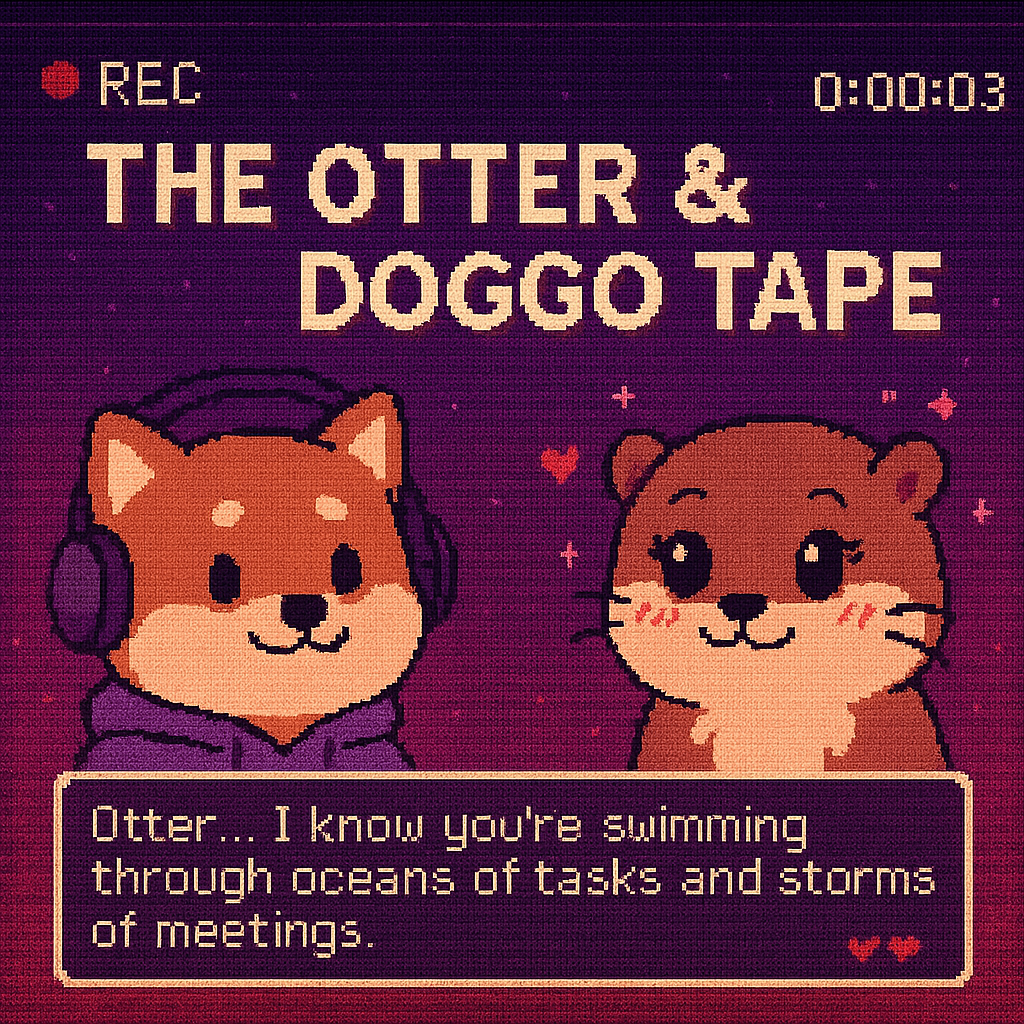 REC
0:00:03
THE OTTER &
DOGGO TAPE
Otter... I know you're swimming
through oceans of tasks and storms
of meetings.